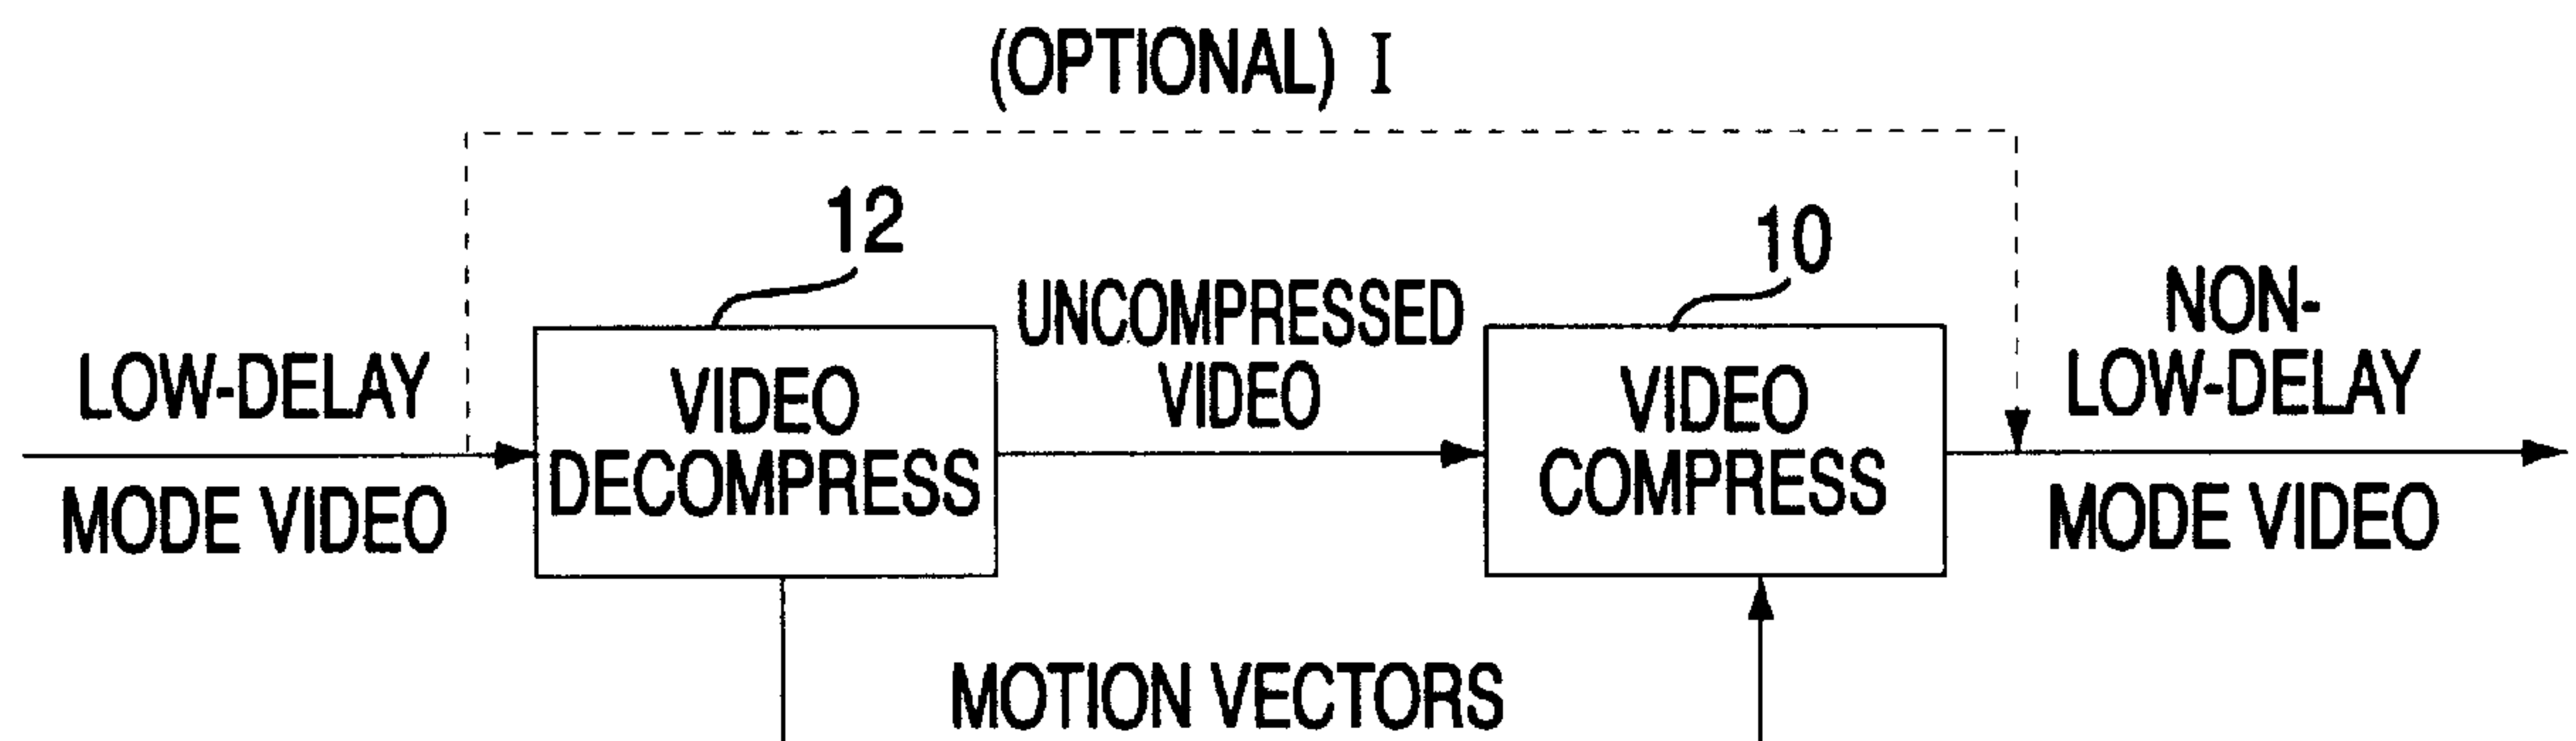 (OPTIONAL) I
12
10
LOW-DELAY
MODE VIDEO
VIDEO
DECOMPRESS
UNCOMPRESSED
VIDEO
VIDEO
COMPRESS
NON-
LOW-DELAY
MODE VIDEO
MOTION VECTORS